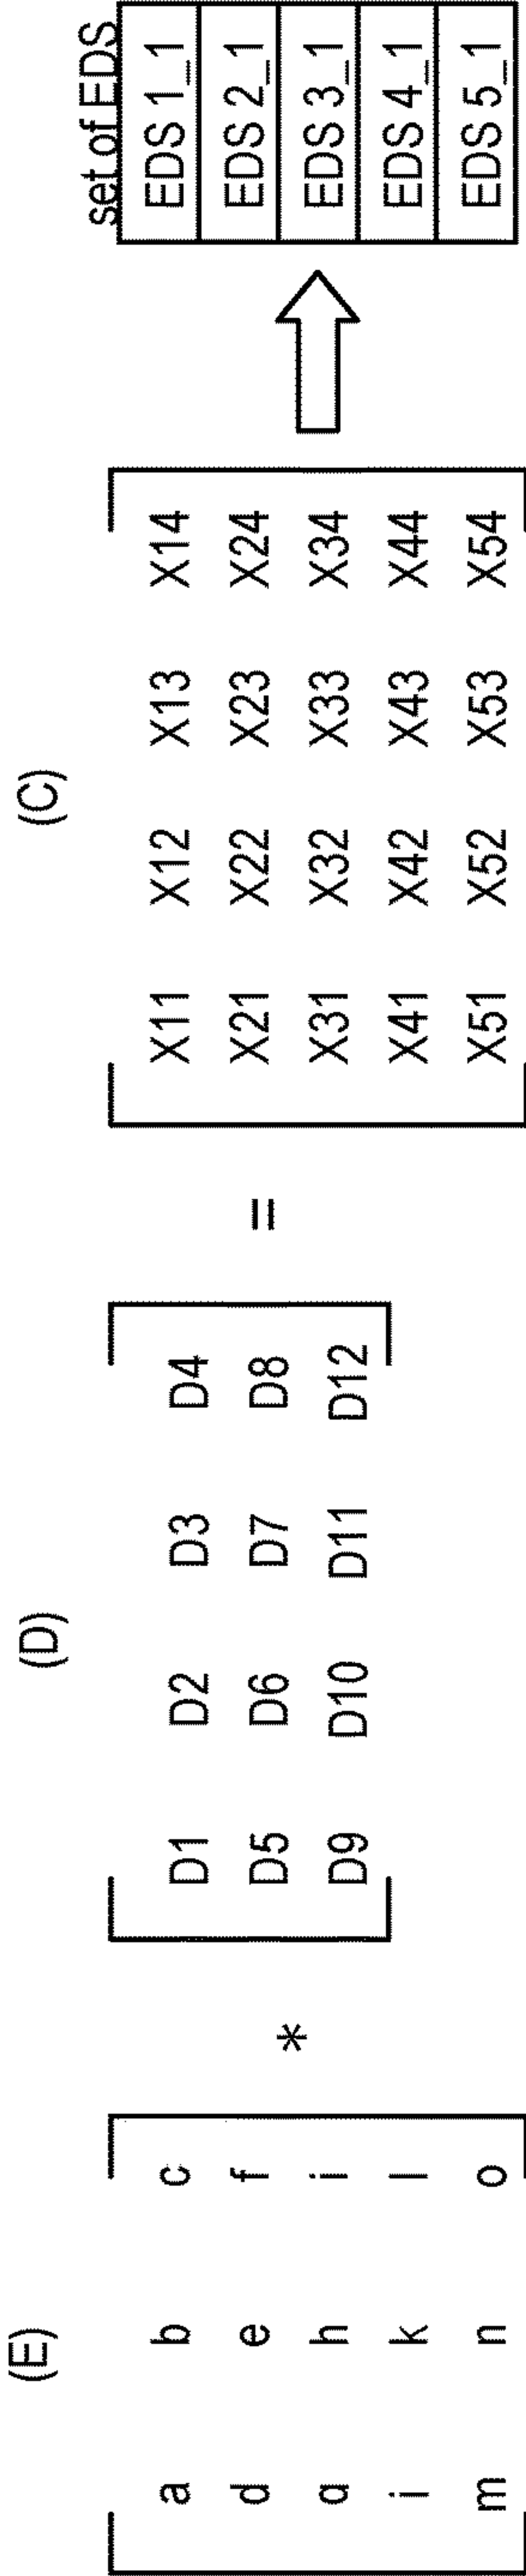 (E)
a b c
d e f
g h i
j k l
m n o
*
(D)
D1 D2 D3 D4
D5 D6 D7 D8
D9 D10 D11 D12
=
(C)
X11 X12 X13 X14
X21 X22 X23 X24
X31 X32 X33 X34
X41 X42 X43 X44
X51 X52 X53 X54
set of EDS
EDS 1_1
EDS 2_1
EDS 3_1
EDS 4_1
EDS 5_1